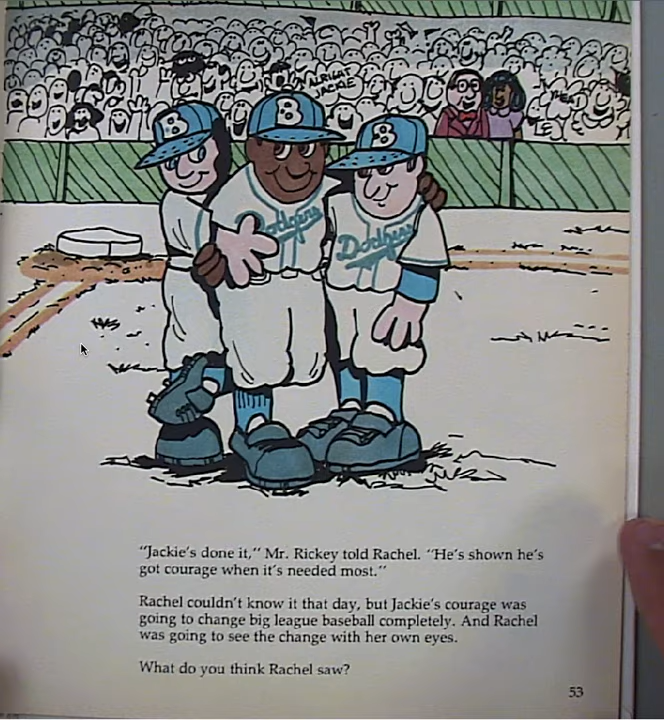 ALRIGHT
JACKIE
B
B
B
Dodgers
Dodgers
"Jackie's done it," Mr. Rickey told Rachel. "He's shown he's
got courage when it's needed most."
Rachel couldn't know it that day, but Jackie's courage was
going to change big league baseball completely. And Rachel
was going to see the change with her own eyes.
What do you think Rachel saw?
53